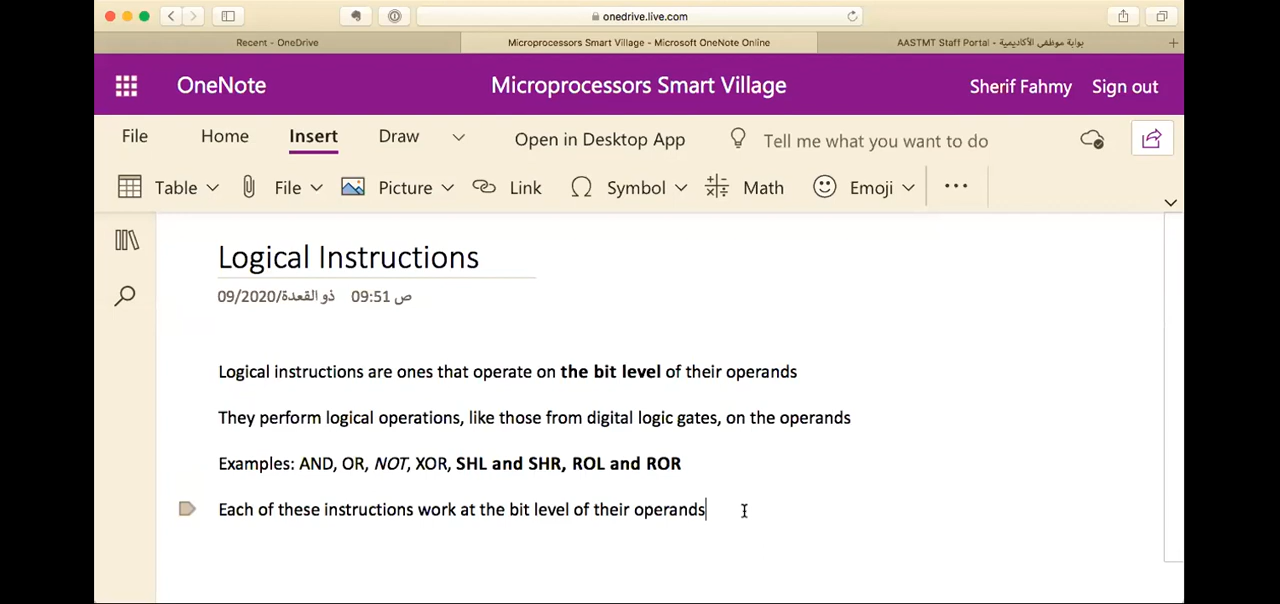 onedrive.live.com
Recent - OneDrive
Microprocessors Smart Village - Microsoft OneNote Online
AASTMT Staff Portal - بوابة موظفي الأكاديمية
OneNote
Microprocessors Smart Village
Sherif Fahmy
Sign out
File
Home
Insert
Draw
Open in Desktop App
Tell me what you want to do
Table
File
Picture
Link
Symbol
Math
Emoji
Logical Instructions
09/ذو القعدة/2020 09:51 ص
Logical instructions are ones that operate on the bit level of their operands
They perform logical operations, like those from digital logic gates, on the operands
Examples: AND, OR, NOT, XOR, SHL and SHR, ROL and ROR
Each of these instructions work at the bit level of their operands